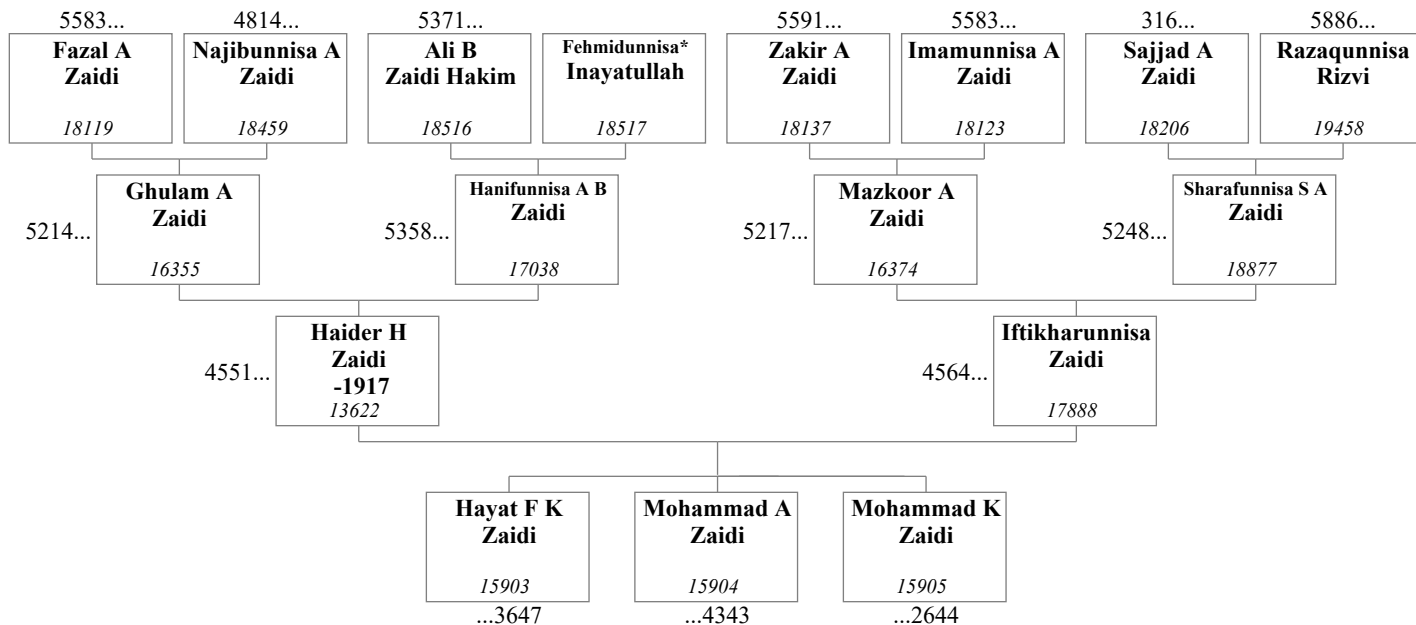 5583...
4814...
5371...
5591...
5583...
316...
5886...
Fazal A
Zaidi
18119
Najibunnisa A
Zaidi
18459
Ali B
Zaidi Hakim
18516
Fehmidunnisa*
Inayatullah
18517
Zakir A
Zaidi
18137
Imamunnisa A
Zaidi
18123
Sajjad A
Zaidi
18206
Razaqunnisa
Rizvi
19458
5214...
Ghulam A
Zaidi
16355
5358...
Hanifunnisa A B
Zaidi
17038
5217...
Mazkoor A
Zaidi
16374
5248...
Sharafunnisa S A
Zaidi
18877
4551...
Haider H
Zaidi
-1917
13622
4564...
Iftikharunnisa
Zaidi
17888
Hayat F K
Zaidi
15903
...3647
Mohammad A
Zaidi
15904
...4343
Mohammad K
Zaidi
15905
...2644